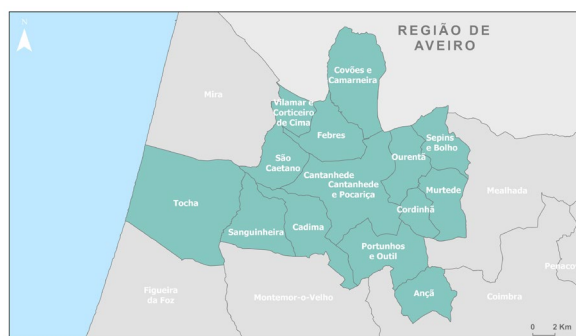 N
REGIÃO DE
AVEIRO
Covões e
Camarneira
Mira
Vilamar e
Corticeiro
de Cima
Febres
Sepins
e Bolho
Ourentã
São
Caetano
Cantanhede
Cantanhede
e Pocariça
Murtede
Mealhada
Tocha
Cordinhã
Sanguinheira
Cadima
Portunhos
e Outil
Penaco
Figueira
da Foz
Montemor-o-Velho
Ançã
Coimbra
0 2 Km